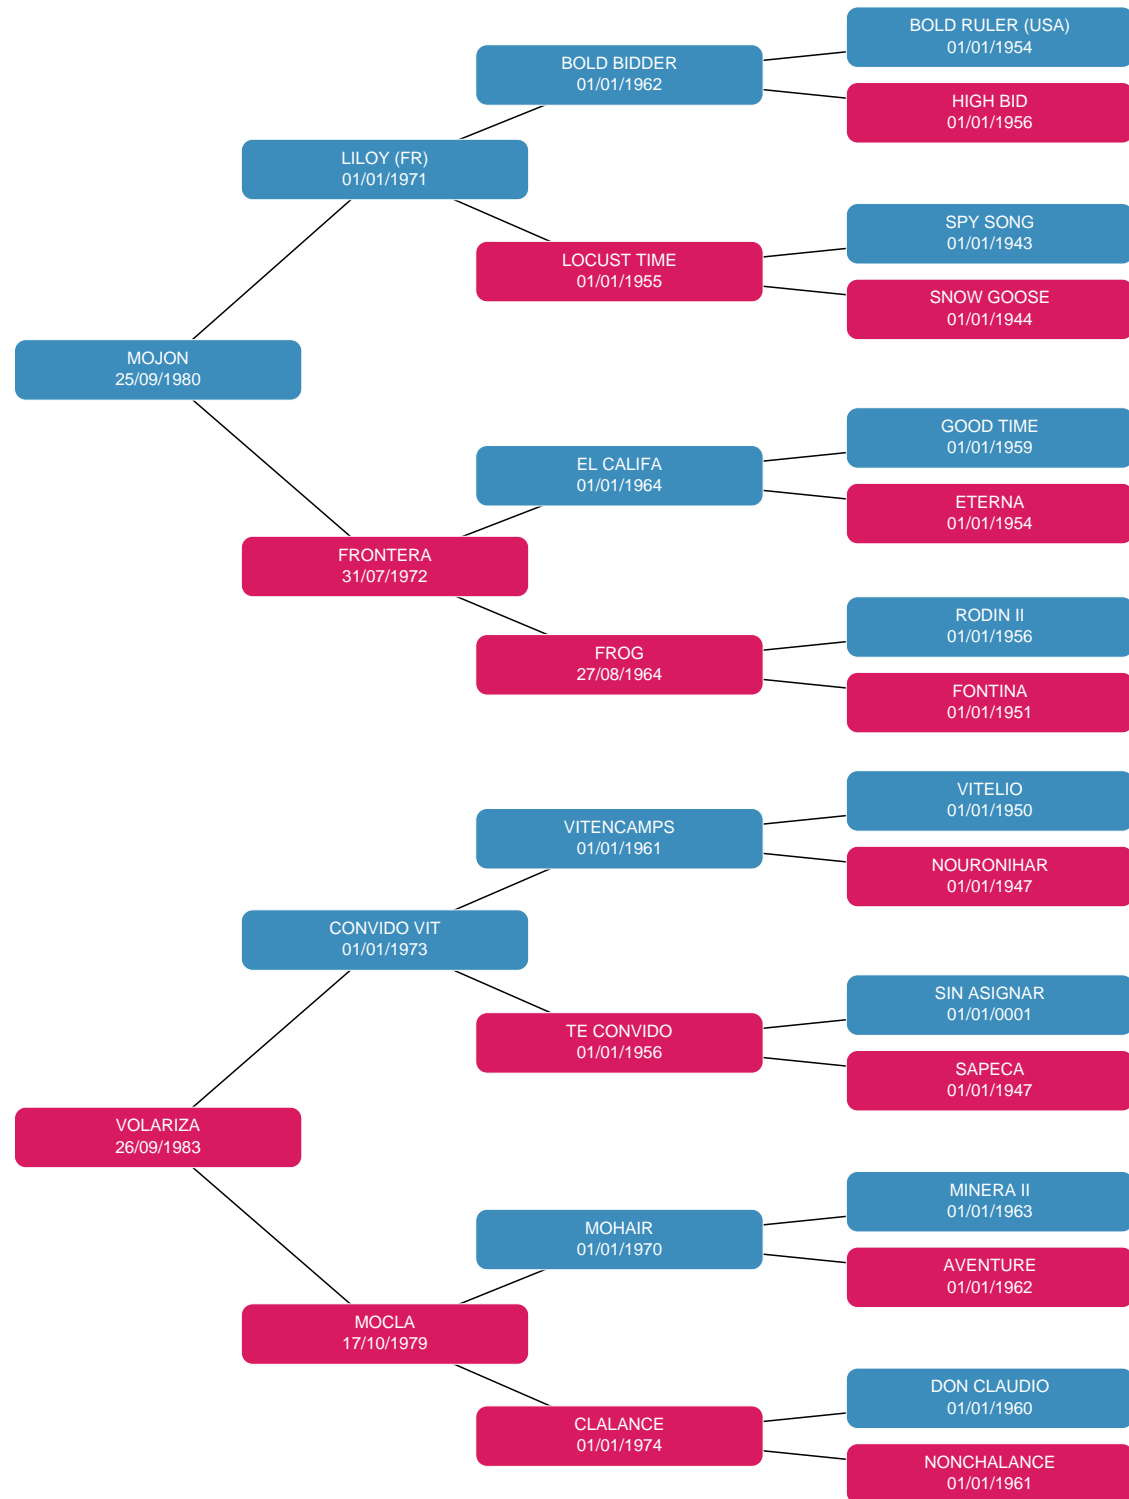 BOLD RULER (USA)
01/01/1954
BOLD BIDDER
01/01/1962
HIGH BID
01/01/1956
LILOY (FR)
01/01/1971
SPY SONG
01/01/1943
LOCUST TIME
01/01/1955
SNOW GOOSE
01/01/1944
MOJON
25/09/1980
GOOD TIME
01/01/1959
EL CALIFA
01/01/1964
ETERNA
01/01/1954
FRONTERA
31/07/1972
RODIN II
01/01/1956
FROG
27/08/1964
FONTINA
01/01/1951
VITELIO
01/01/1950
VITENCAMPS
01/01/1961
NOURONIHAR
01/01/1947
CONVIDO VIT
01/01/1973
SIN ASIGNAR
01/01/0001
TE CONVIDO
01/01/1956
SAPECA
01/01/1947
VOLARIZA
26/09/1983
MINERA II
01/01/1963
MOHAIR
01/01/1970
AVENTURE
01/01/1962
MOCLA
17/10/1979
DON CLAUDIO
01/01/1960
CLALANCE
01/01/1974
NONCHALANCE
01/01/1961